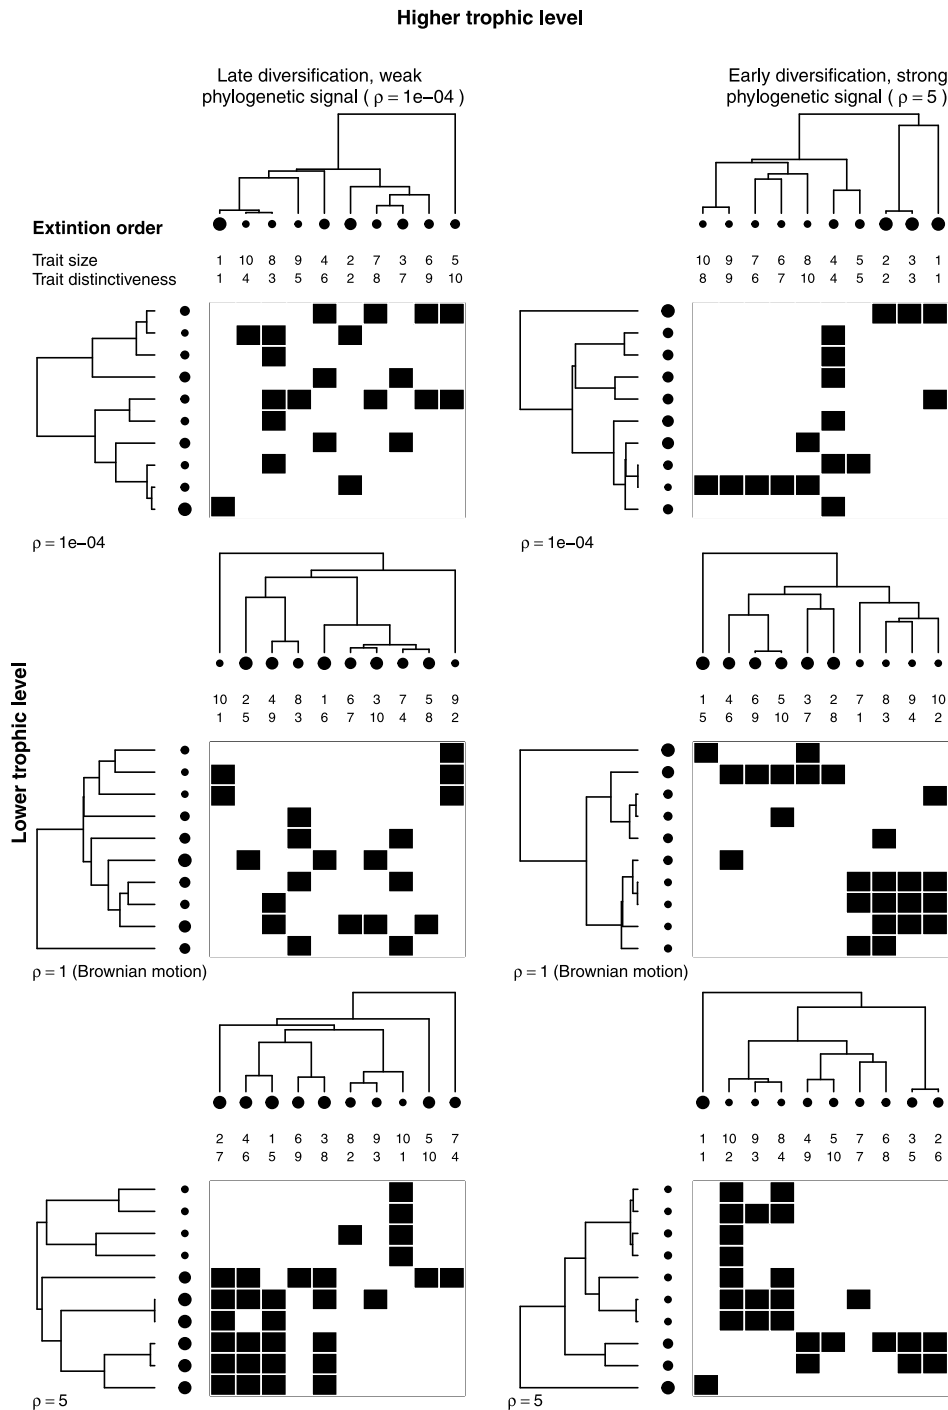 Higher trophic level
Late diversification, weak
phylogenetic signal ( ρ = 1e−04 )
Early diversification, strong
phylogenetic signal ( ρ = 5 )
Extintion order
Trait size
1 10 8 9 4 2 7 3 6 5
10 9 7 6 8 4 5 2 3 1
Trait distinctiveness
1 4 3 5 6 2 8 7 9 10
8 9 6 7 10 4 5 2 3 1
ρ = 1e−04
ρ = 1e−04
Lower trophic level
10 2 4 8 1 6 3 7 5 9
1 5 9 3 6 7 10 4 8 2
1 4 6 5 3 2 7 8 9 10
5 6 9 10 7 8 1 3 4 2
ρ = 1 (Brownian motion)
ρ = 1 (Brownian motion)
2 4 1 6 3 8 9 10 5 7
7 6 5 9 8 2 3 1 10 4
1 10 9 8 4 5 7 6 3 2
1 2 3 4 9 10 7 8 5 6
ρ = 5
ρ = 5